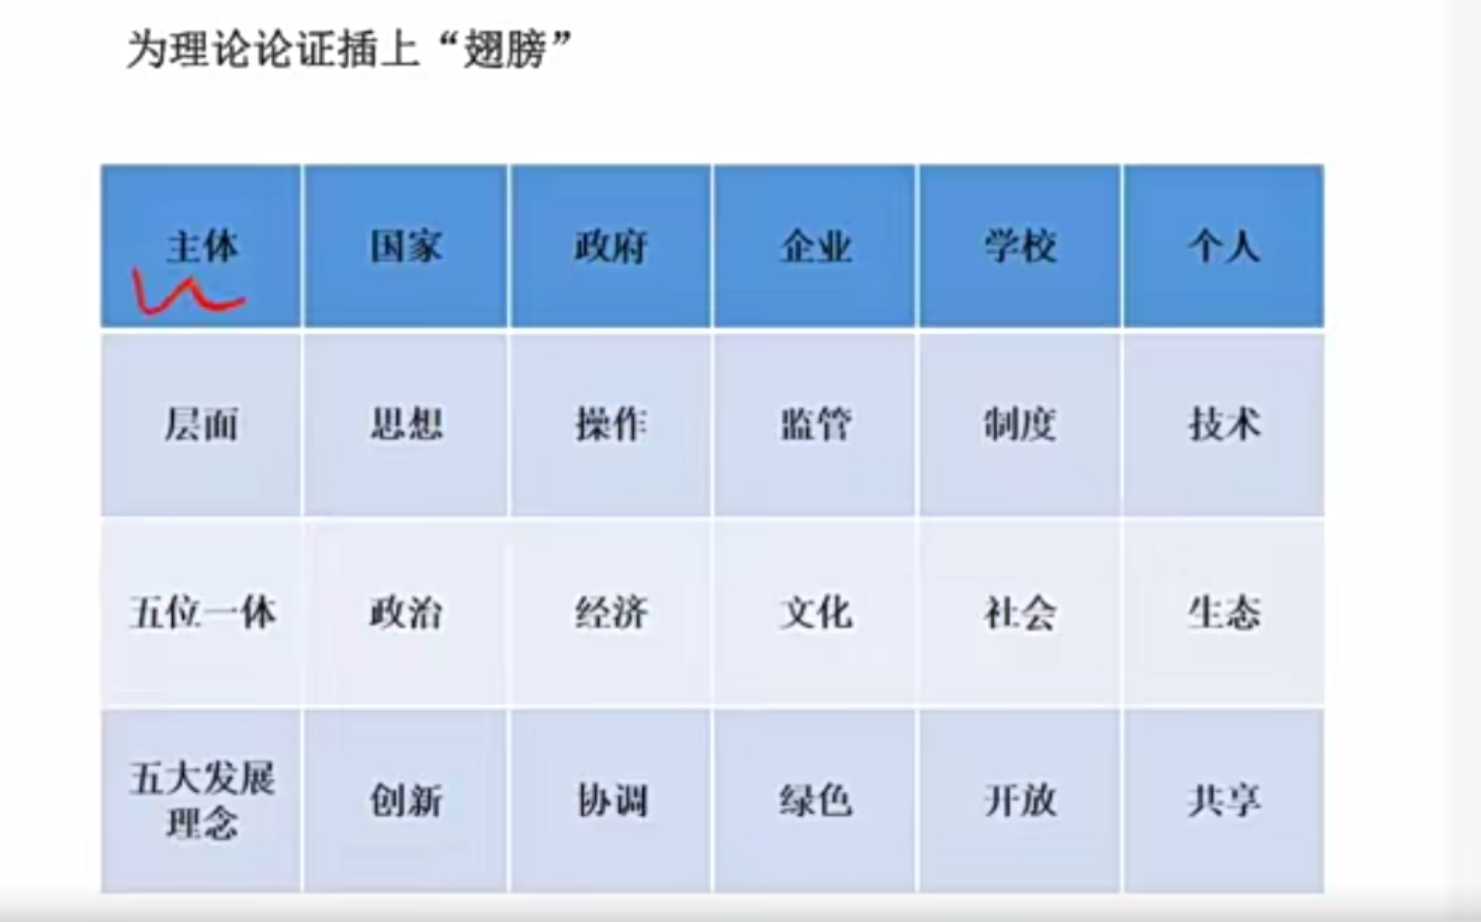 为理论论证插上“翅膀”
主体 国家 政府 企业 学校 个人
层面 思想 操作 监管 制度 技术
五位一体 政治 经济 文化 社会 生态
五大发展
理念 创新 协调 绿色 开放 共享